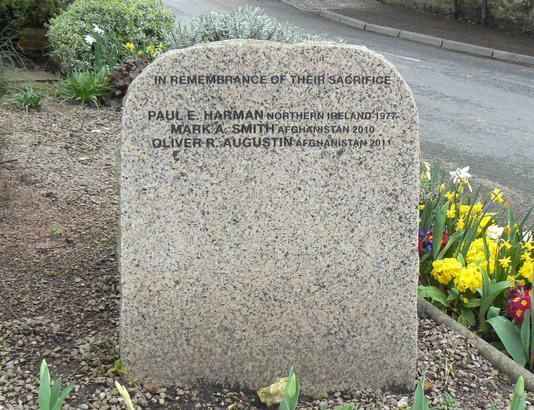 IN REMEMBRANCE OF THEIR SACRIFICE
PAUL E. HARMAN NORTHERN IRELAND 1977
MARK A. SMITH AFGHANISTAN 2010
OLIVER R. AUGUSTIN AFGHANISTAN 2011